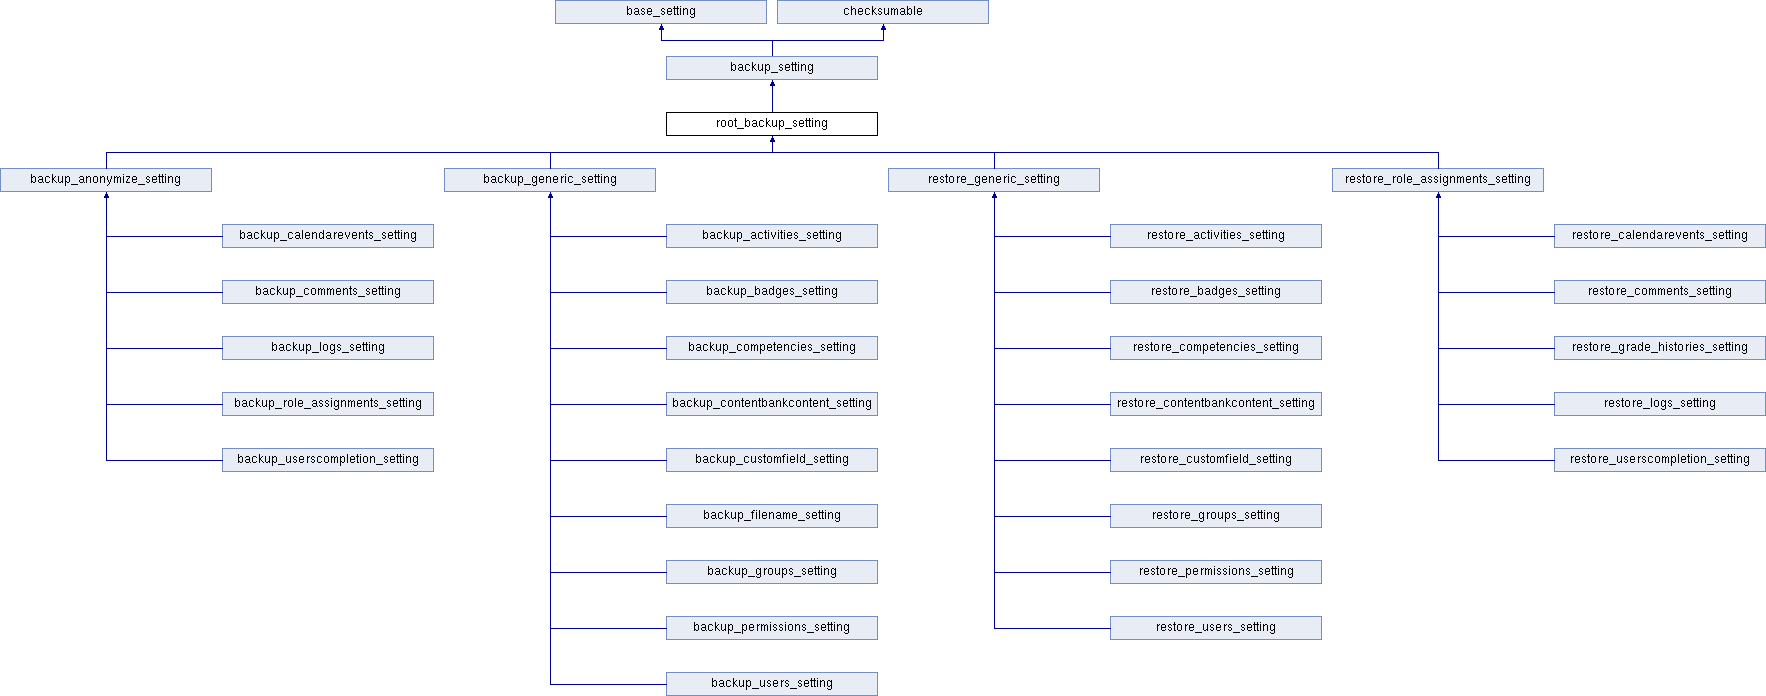 base_setting
checksumable
backup_setting
root_backup_setting
backup_anonymize_setting
backup_generic_setting
restore_generic_setting
restore_role_assignments_setting
backup_calendarevents_setting
backup_activities_setting
restore_activities_setting
restore_calendarevents_setting
backup_comments_setting
backup_badges_setting
restore_badges_setting
restore_comments_setting
backup_logs_setting
backup_competencies_setting
restore_competencies_setting
restore_grade_histories_setting
backup_role_assignments_setting
backup_contentbankcontent_setting
restore_contentbankcontent_setting
restore_logs_setting
backup_userscompletion_setting
backup_customfield_setting
restore_customfield_setting
restore_userscompletion_setting
backup_filename_setting
restore_groups_setting
backup_groups_setting
restore_permissions_setting
backup_permissions_setting
restore_users_setting
backup_users_setting